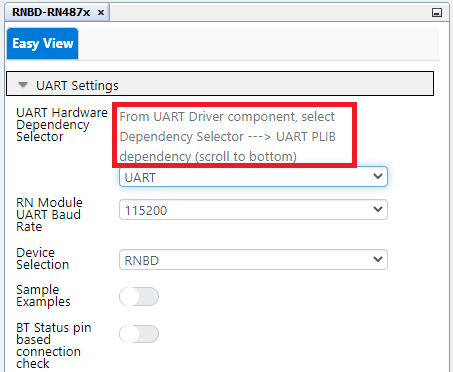 RNBD-RN487x ×
Easy View
UART Settings
UART Hardware
Dependency
Selector
From UART Driver component, select
Dependency Selector ---> UART PLIB
dependency (scroll to bottom)
UART
RN Module
UART Baud
Rate
115200
Device
Selection
RNBD
Sample
Examples
BT Status pin
based
connection
check